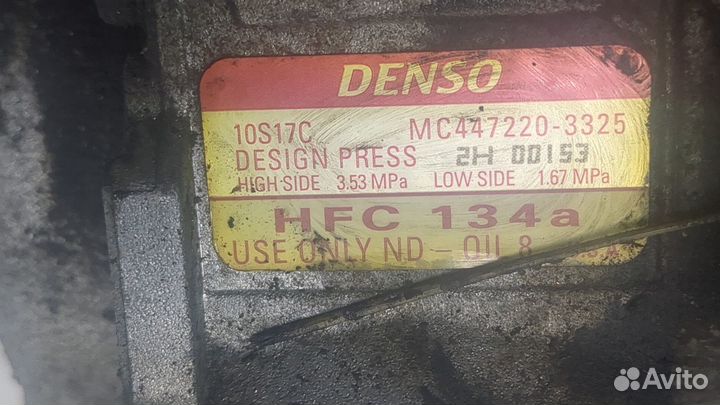 DENSO
10S17C MC447220-3325
DESIGN PRESS 2H 00153
HIGH SIDE 3.53 MPa LOW SIDE 1.67 MPa
HFC 134a
USE ONLY ND-OIL 8
Avito